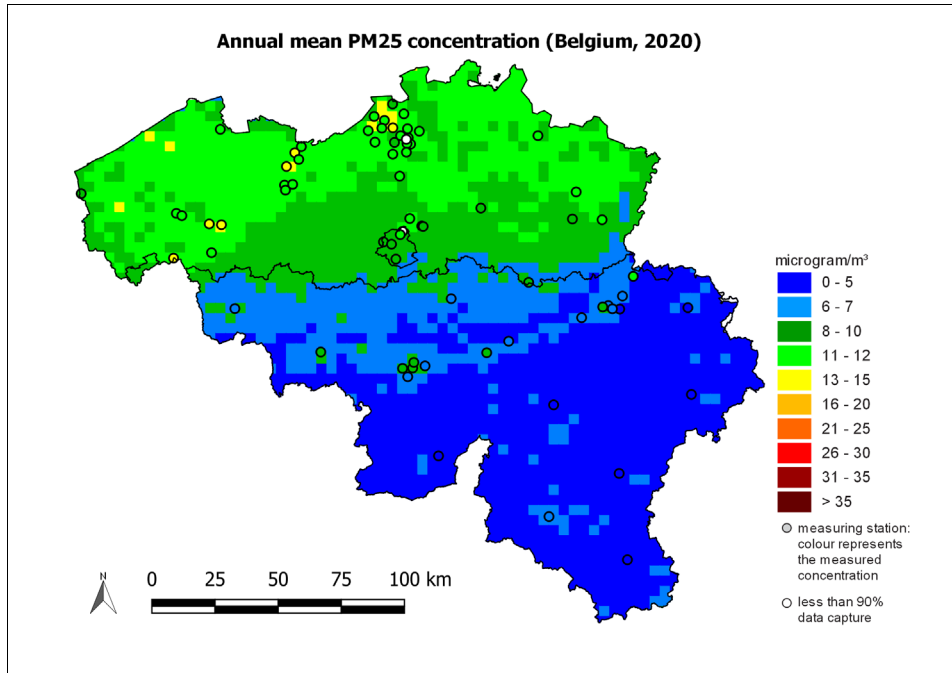 Annual mean PM25 concentration (Belgium, 2020)
microgram/m³
0 - 5
6 - 7
8 - 10
11 - 12
13 - 15
16 - 20
21 - 25
26 - 30
31 - 35
> 35
measuring station:
colour represents
the measured
concentration
less than 90%
data capture
N
0 25 50 75 100 km